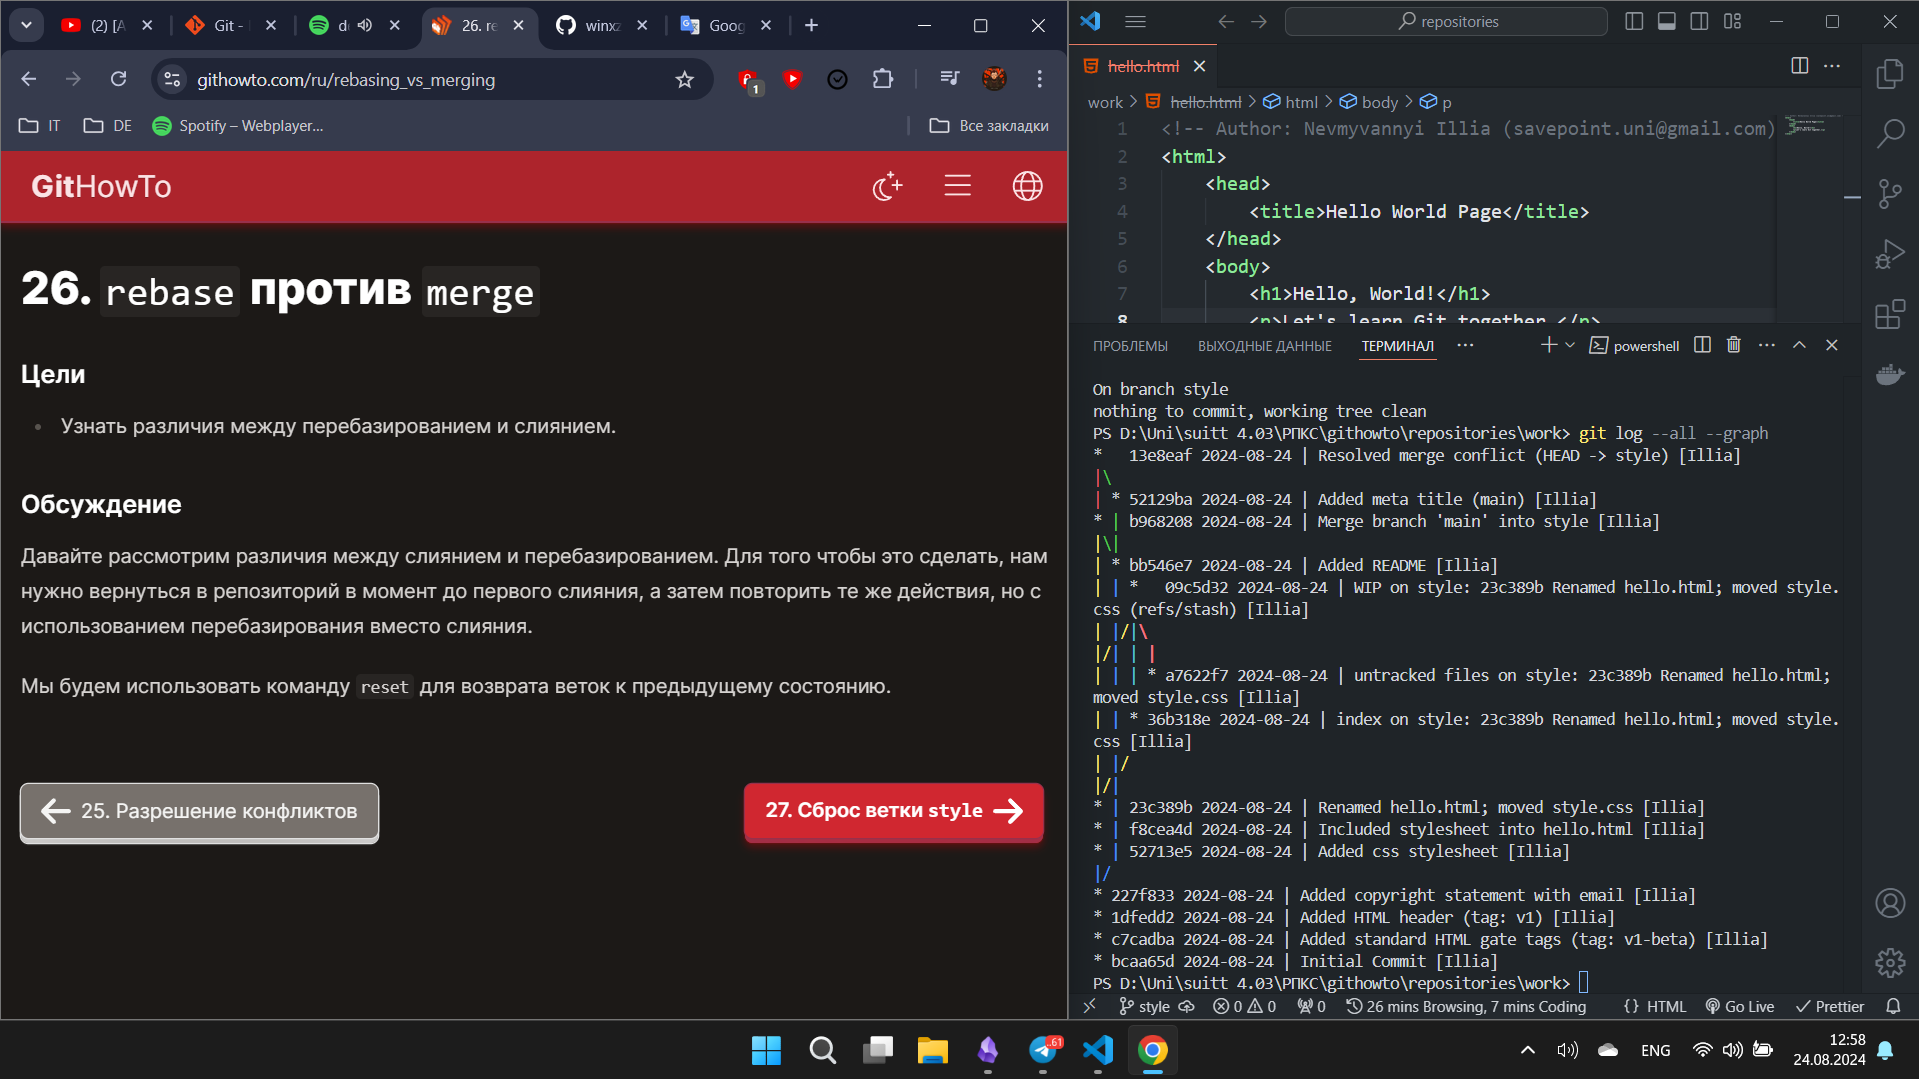 (2) [A
Git -
d
26. re
winxz
Goog
githowto.com/ru/rebasing_vs_merging
1
IT
DE
Spotify – Webplayer...
Все закладки
GitHowTo
26. rebase против merge
Цели
Узнать различия между перебазированием и слиянием.
Обсуждение
Давайте рассмотрим различия между слиянием и перебазированием. Для того чтобы это сделать, нам
нужно вернуться в репозиторий в момент до первого слияния, а затем повторить те же действия, но с
использованием перебазирования вместо слияния.
Мы будем использовать команду reset для возврата веток к предыдущему состоянию.
25. Разрешение конфликтов
27. Сброс ветки style
repositories
hello.html
work > hello.html > html > body > p
1 <!-- Author: Nevmyvannyi Illia (savepoint.uni@gmail.com)
2 <html>
3 <head>
4 <title>Hello World Page</title>
5 </head>
6 <body>
7 <h1>Hello, World!</h1>
8 <p>Let's learn Git together.</p>
ПРОБЛЕМЫ ВЫХОДНЫЕ ДАННЫЕ ТЕРМИНАЛ ··· powershell
On branch style
nothing to commit, working tree clean
PS D:\Uni\suitt 4.03\РПКС\githowto\repositories\work> git log --all --graph
*   13e8eaf 2024-08-24 | Resolved merge conflict (HEAD -> style) [Illia]
|\
| * 52129ba 2024-08-24 | Added meta title (main) [Illia]
* | b968208 2024-08-24 | Merge branch 'main' into style [Illia]
|\|
| * bb546e7 2024-08-24 | Added README [Illia]
| | *   09c5d32 2024-08-24 | WIP on style: 23c389b Renamed hello.html; moved style.
css (refs/stash) [Illia]
| |/|\
|/| | |
| | | * a7622f7 2024-08-24 | untracked files on style: 23c389b Renamed hello.html;
moved style.css [Illia]
| | * 36b318e 2024-08-24 | index on style: 23c389b Renamed hello.html; moved style.
css [Illia]
| |/
|/|
* | 23c389b 2024-08-24 | Renamed hello.html; moved style.css [Illia]
* | f8cea4d 2024-08-24 | Included stylesheet into hello.html [Illia]
* | 52713e5 2024-08-24 | Added css stylesheet [Illia]
|/
* 227f833 2024-08-24 | Added copyright statement with email [Illia]
* 1dfedd2 2024-08-24 | Added HTML header (tag: v1) [Illia]
* c7cadba 2024-08-24 | Added standard HTML gate tags (tag: v1-beta) [Illia]
* bcaa65d 2024-08-24 | Initial Commit [Illia]
PS D:\Uni\suitt 4.03\РПКС\githowto\repositories\work>
style 0 0 0 26 mins Browsing, 7 mins Coding {} HTML Go Live Prettier
61
ENG
12:58
24.08.2024